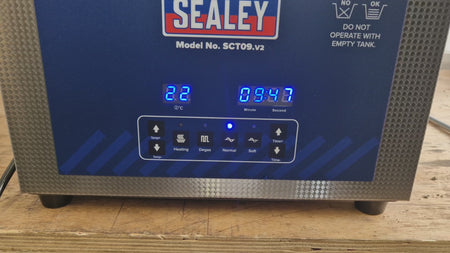 SEALEY
Model No. SCT09.V2
NO
OK
DO NOT
OPERATE WITH
EMPTY TANK.
22
09:47
Minute
Second
Heating
Degas
Normal
Soft
Time-